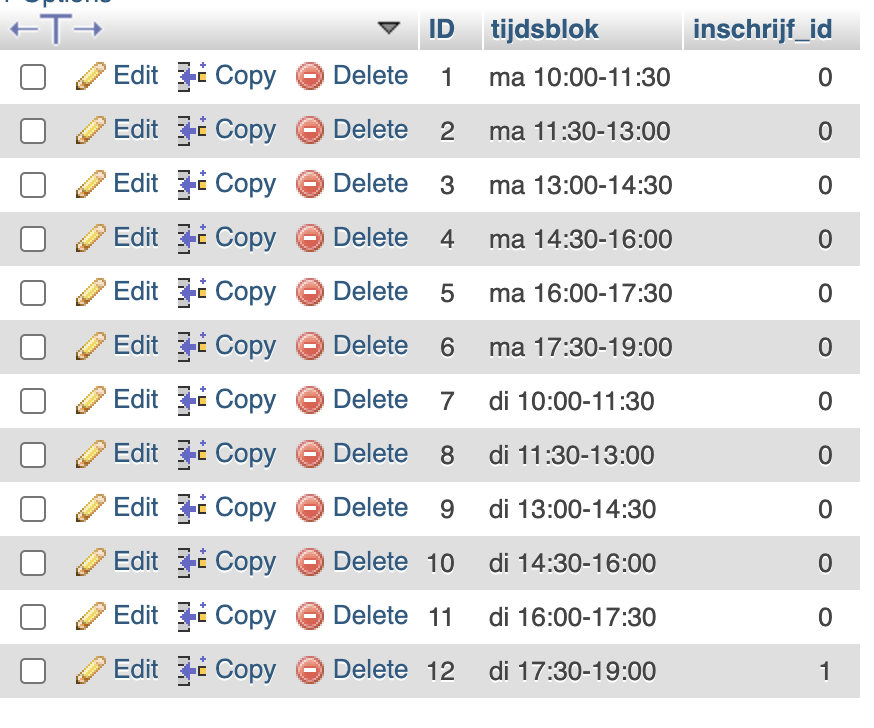 Options
ID tijdsblok inschrijf_id
Edit Copy Delete 1 ma 10:00-11:30 0
Edit Copy Delete 2 ma 11:30-13:00 0
Edit Copy Delete 3 ma 13:00-14:30 0
Edit Copy Delete 4 ma 14:30-16:00 0
Edit Copy Delete 5 ma 16:00-17:30 0
Edit Copy Delete 6 ma 17:30-19:00 0
Edit Copy Delete 7 di 10:00-11:30 0
Edit Copy Delete 8 di 11:30-13:00 0
Edit Copy Delete 9 di 13:00-14:30 0
Edit Copy Delete 10 di 14:30-16:00 0
Edit Copy Delete 11 di 16:00-17:30 0
Edit Copy Delete 12 di 17:30-19:00 1